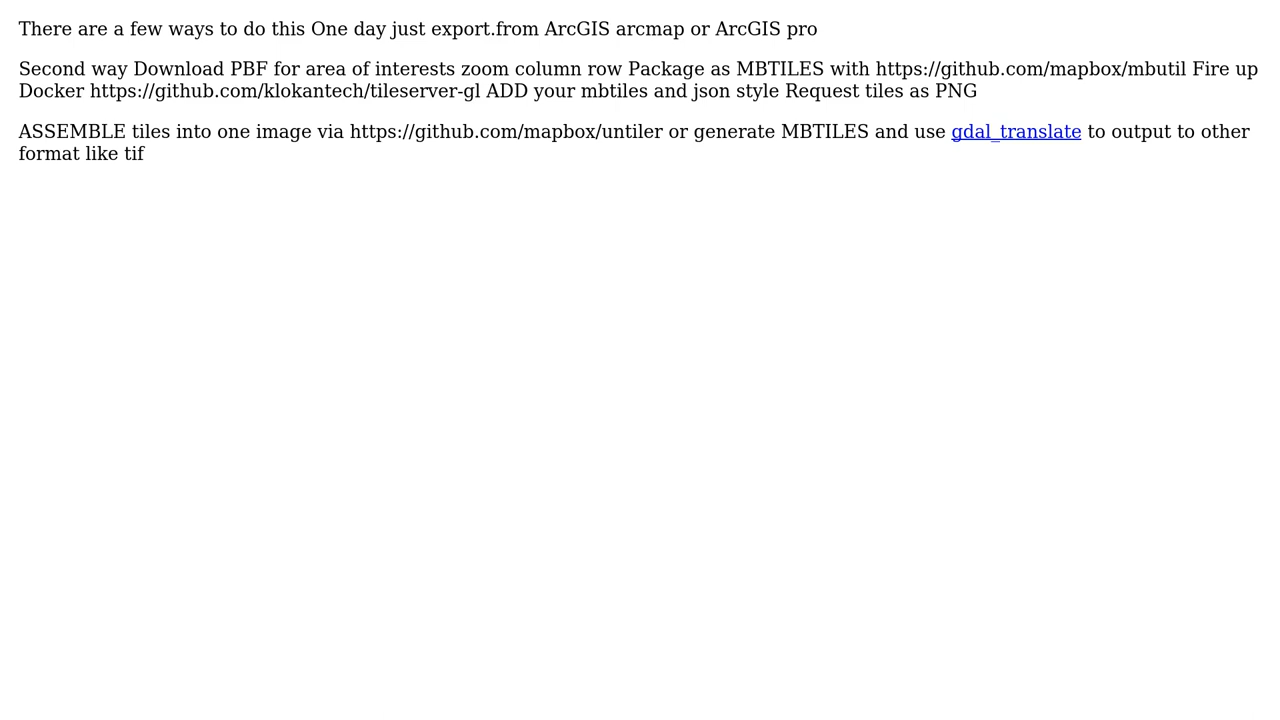 There are a few ways to do this One day just export.from ArcGIS arcmap or ArcGIS pro
Second way Download PBF for area of interests zoom column row Package as MBTILES with https://github.com/mapbox/mbutil Fire up
Docker https://github.com/klokantech/tileserver-gl ADD your mbtiles and json style Request tiles as PNG
ASSEMBLE tiles into one image via https://github.com/mapbox/untiler or generate MBTILES and use gdal_translate to output to other
format like tif